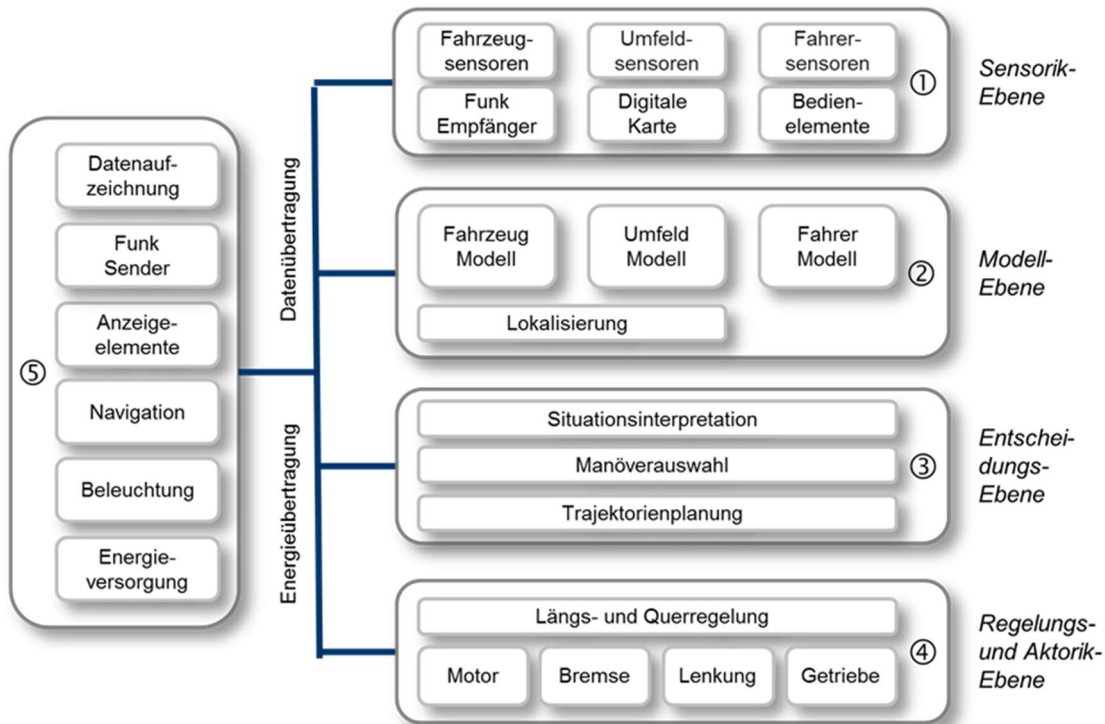 Datenauf-
zeichnung
Funk
Sender
Anzeige-
elemente
⑤
Navigation
Beleuchtung
Energie-
versorgung
Datenübertragung
Energieübertragung
Fahrzeug-
sensoren
Umfeld-
sensoren
Fahrer-
sensoren
Funk
Empfänger
Digitale
Karte
Bedien-
elemente
①
Sensorik-
Ebene
Fahrzeug
Modell
Umfeld
Modell
Fahrer
Modell
Lokalisierung
②
Modell-
Ebene
Situationsinterpretation
Manöverauswahl
Trajektorienplanung
③
Entschei-
dungs-
Ebene
Längs- und Querregelung
Motor
Bremse
Lenkung
Getriebe
④
Regelungs-
und Aktorik-
Ebene